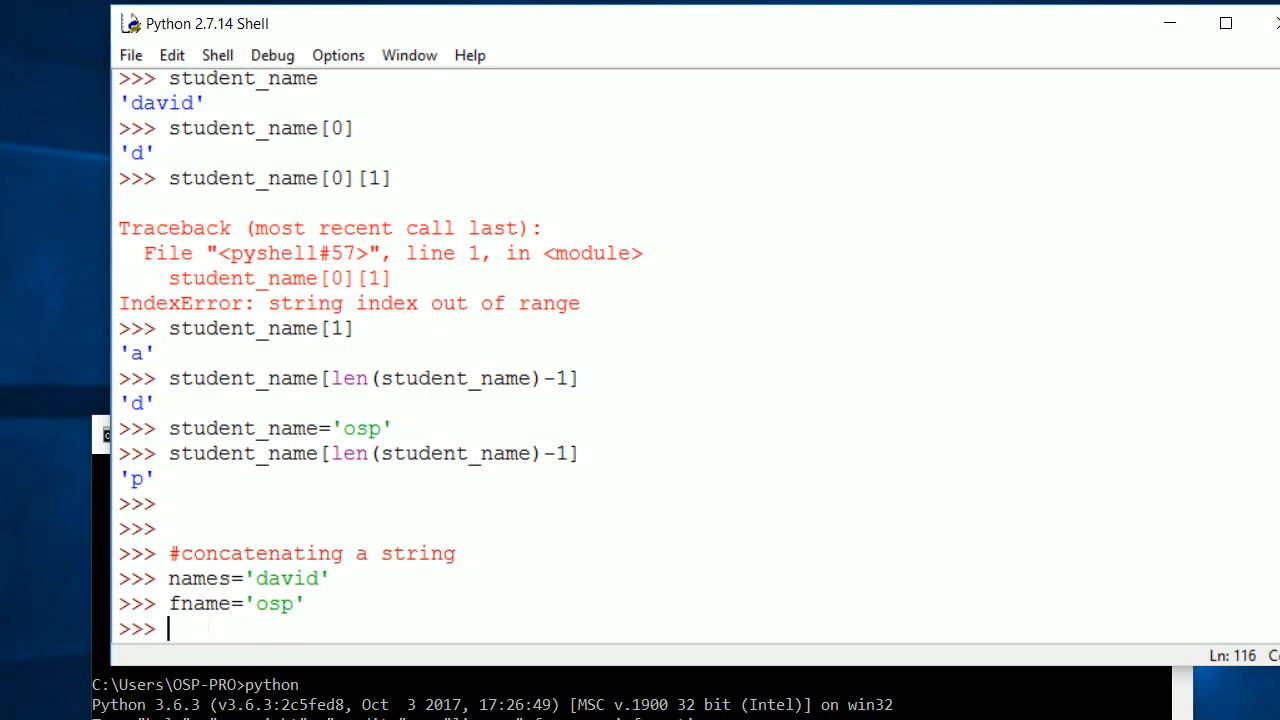 Python 2.7.14 Shell
File Edit Shell Debug Options Window Help
>>> student_name
'david'
>>> student_name[0]
'd'
>>> student_name[0][1]
Traceback (most recent call last):
  File "<pyshell#57>", line 1, in <module>
    student_name[0][1]
IndexError: string index out of range
>>> student_name[1]
'a'
>>> student_name[len(student_name)-1]
'd'
>>> student_name='osp'
>>> student_name[len(student_name)-1]
'p'
>>>
>>>
>>> #concatenating a string
>>> names='david'
>>> fname='osp'
>>>
Ln: 116
C:\Users\OSP-PRO>python
Python 3.6.3 (v3.6.3:2c5fed8, Oct  3 2017, 17:26:49) [MSC v.1900 32 bit (Intel)] on win32